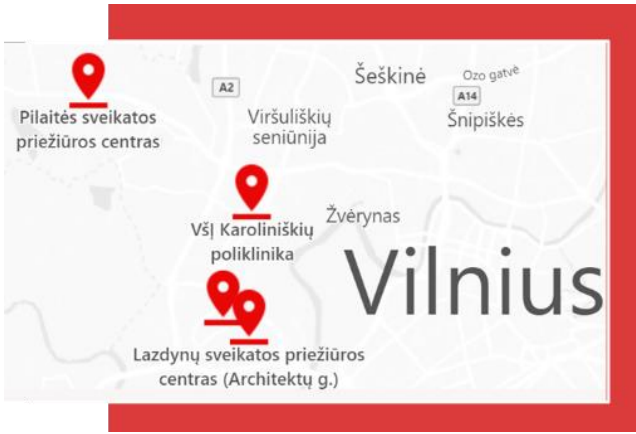 Šeškinė
Ozo gatvė
A2
A14
Pilaitės sveikatos
priežiūros centras
Viršuliškių
seniūnija
Šnipiškės
Žvėrynas
VšĮ Karoliniškių
poliklinika
Vilnius
Lazdynų sveikatos priežiūros
centras (Architektų g.)